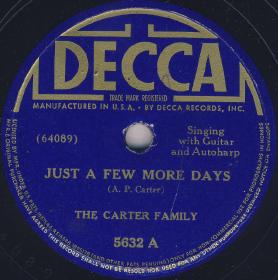 DECCA
TRADE MARK REGISTERED
MANUFACTURED IN U.S.A. BY DECCA RECORDS, INC.
(64089)
Singing
with Guitar
and Autoharp
JUST A FEW MORE DAYS
(A. P. Carter)
THE CARTER FAMILY
5632 A